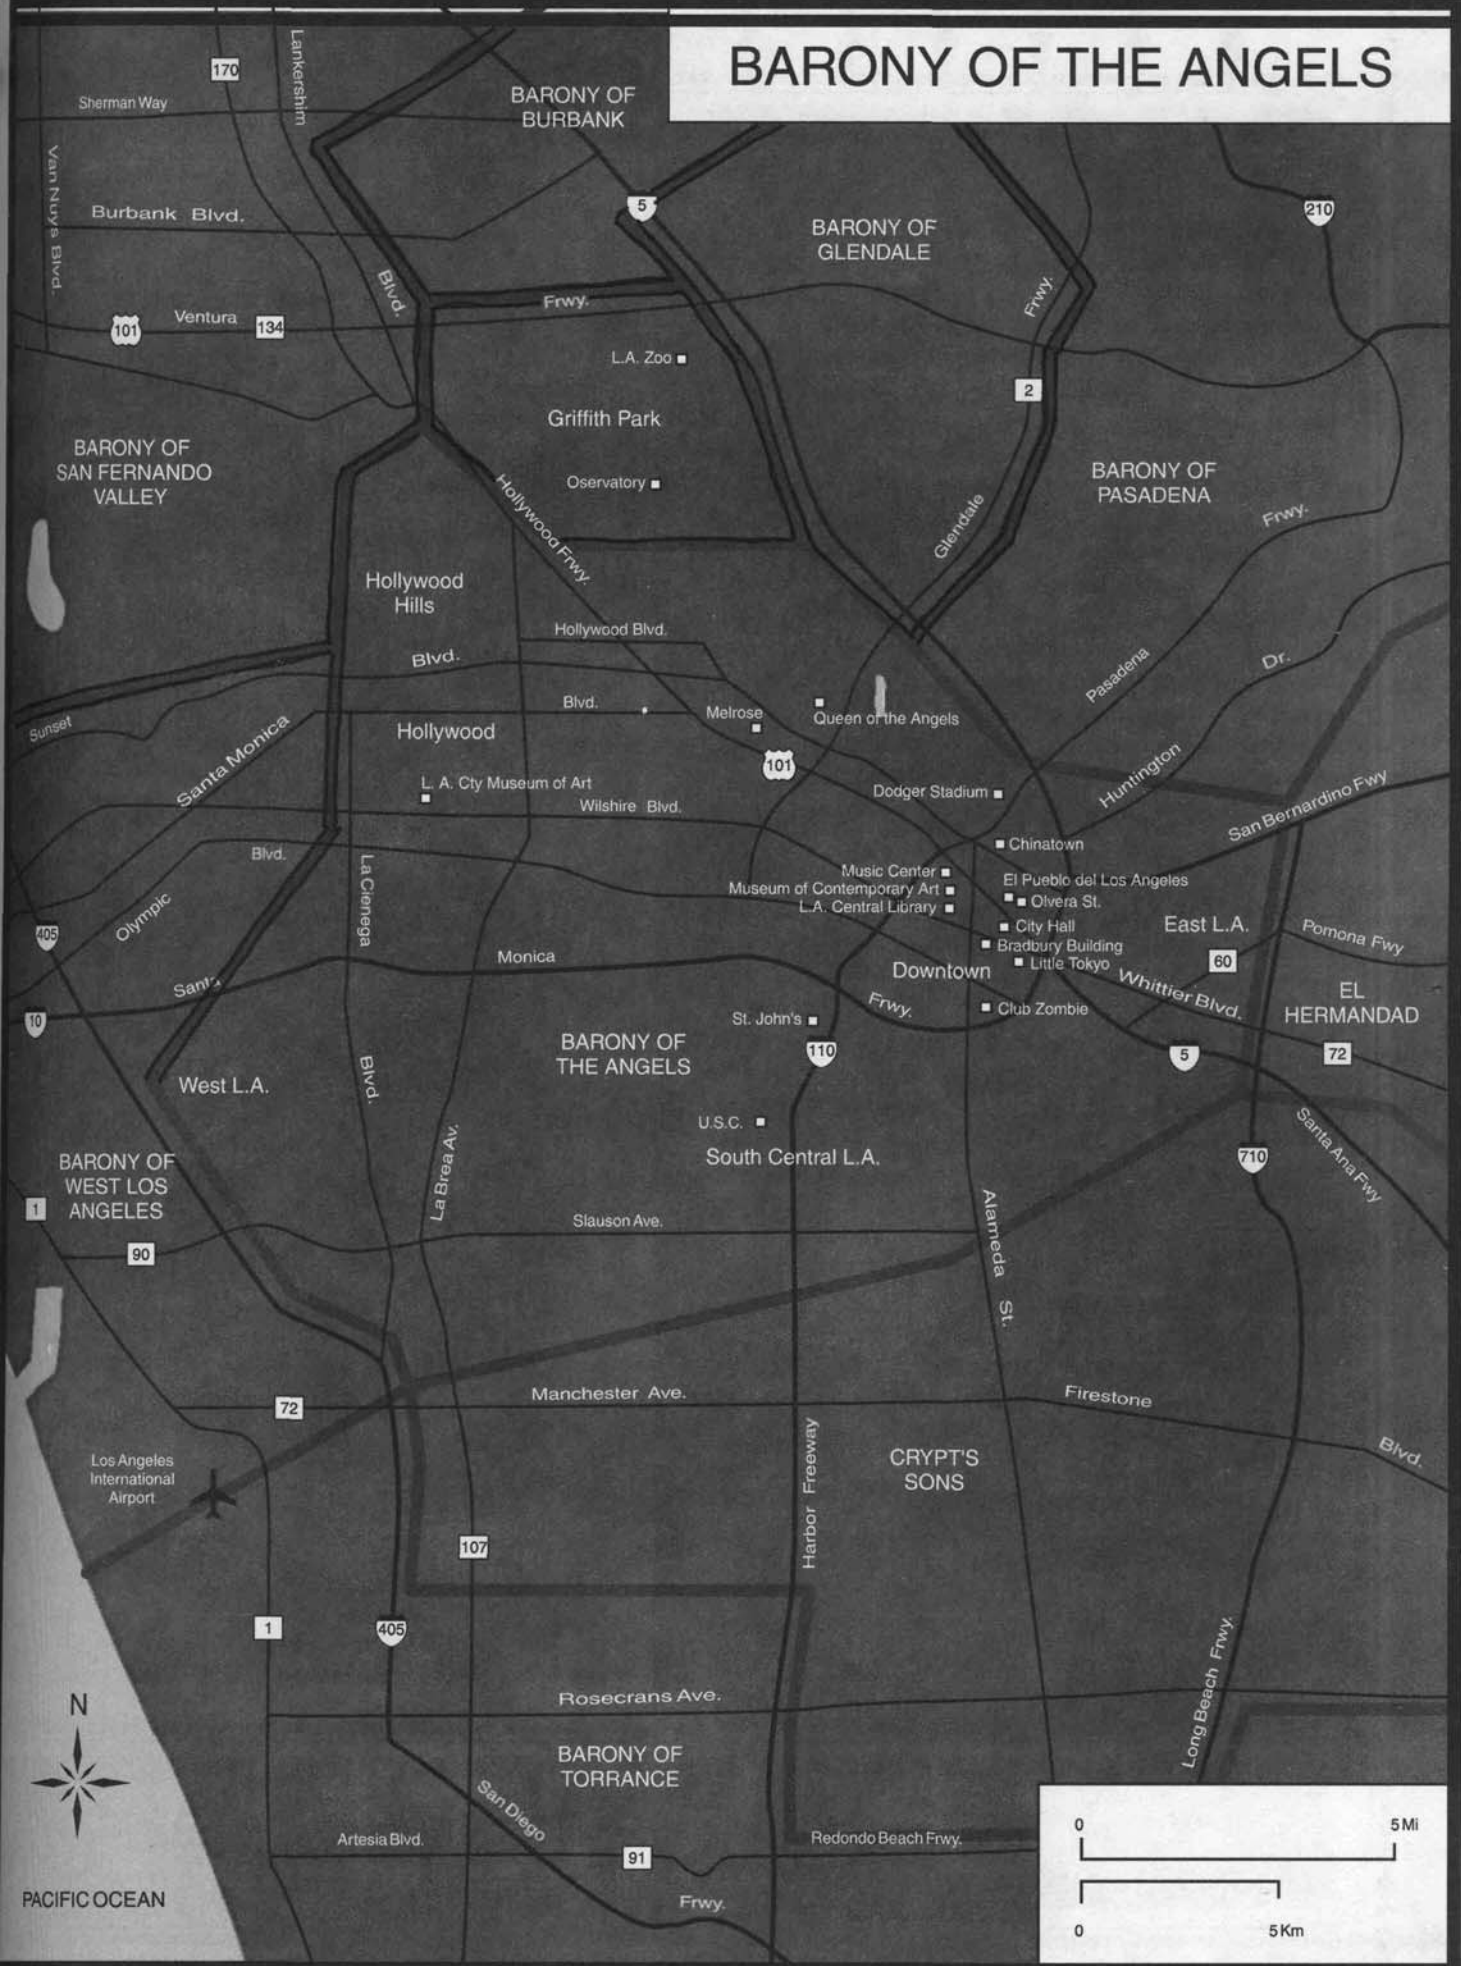 BARONY OF THE ANGELS
170
Lankershim
Sherman Way
BARONY OF
BURBANK
Van Nuys Blvd.
Burbank Blvd.
5
210
BARONY OF
GLENDALE
Blvd.
Frwy.
Frwy.
101
Ventura
134
L.A. Zoo
2
Griffith Park
BARONY OF
SAN FERNANDO
VALLEY
BARONY OF
PASADENA
Oservatory
Hollywood Frwy.
Glendale
Frwy.
Hollywood
Hills
Hollywood Blvd.
Blvd.
Pasadena
Dr.
Sunset
Blvd.
Melrose
Queen of the Angels
Santa Monica
Hollywood
101
Huntington
L. A. Cty Museum of Art
Dodger Stadium
San Bernardino Fwy
Wilshire Blvd.
Blvd.
La Cienega
Chinatown
Music Center
El Pueblo del Los Angeles
Museum of Contemporary Art
Olvera St.
L.A. Central Library
City Hall
East L.A.
Olympic
405
Bradbury Building
Pomona Fwy
Monica
Little Tokyo
60
Downtown
Whittier Blvd.
Santa
EL
HERMANDAD
Frwy.
Club Zombie
10
St. John's
BARONY OF
THE ANGELS
110
5
72
Blvd.
West L.A.
U.S.C.
Santa Ana Fwy
South Central L.A.
710
BARONY OF
WEST LOS
ANGELES
La Brea Av.
1
Alameda St.
Slauson Ave.
90
Manchester Ave.
Firestone
72
Blvd.
Los Angeles
International
Airport
CRYPT'S
SONS
Harbor Freeway
107
1
405
Long Beach Frwy.
Rosecrans Ave.
N
BARONY OF
TORRANCE
San Diego
Artesia Blvd.
Redondo Beach Frwy.
91
0
5 Mi
PACIFIC OCEAN
Frwy.
0
5 Km